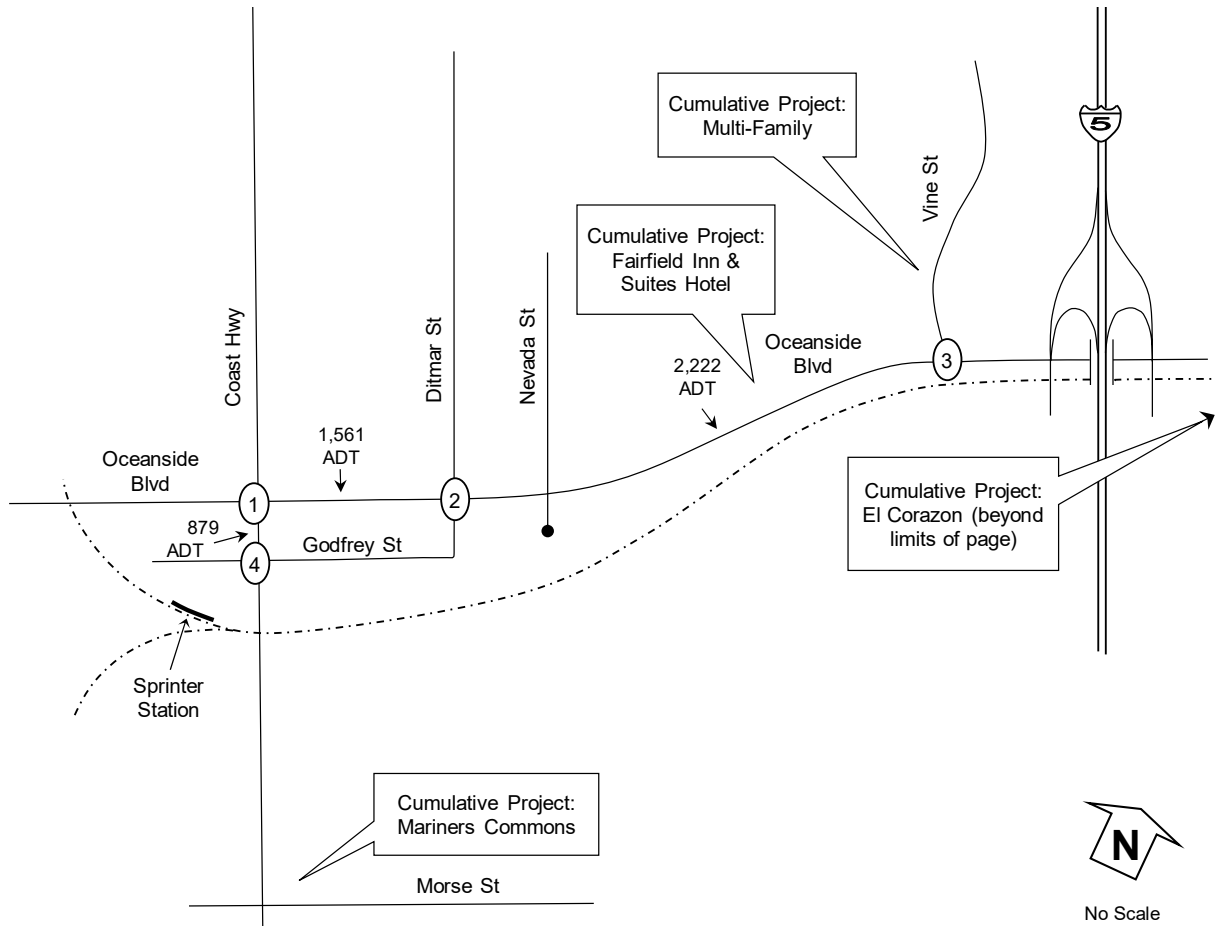 Cumulative Project:
Multi-Family
5
Vine St
Cumulative Project:
Fairfield Inn &
Suites Hotel
Coast Hwy
Ditmar St
Nevada St
Oceanside
Blvd
2,222
ADT
3
1,561
ADT
Oceanside
Blvd
1
2
879
ADT
Godfrey St
4
Cumulative Project:
El Corazon (beyond
limits of page)
Sprinter
Station
Cumulative Project:
Mariners Commons
Morse St
N
No Scale